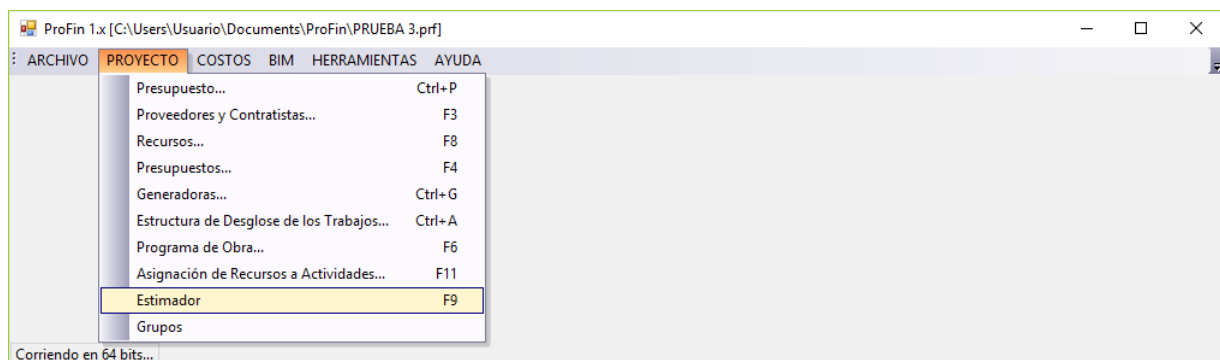 ProFin 1.x [C:\Users\Usuario\Documents\ProFin\PRUEBA 3.prf]
ARCHIVO PROYECTO COSTOS BIM HERRAMIENTAS AYUDA
Presupuesto... Ctrl+P
Proveedores y Contratistas... F3
Recursos... F8
Presupuestos... F4
Generadoras... Ctrl+G
Estructura de Desglose de los Trabajos... Ctrl+A
Programa de Obra... F6
Asignación de Recursos a Actividades... F11
Estimador F9
Grupos
Corriendo en 64 bits...